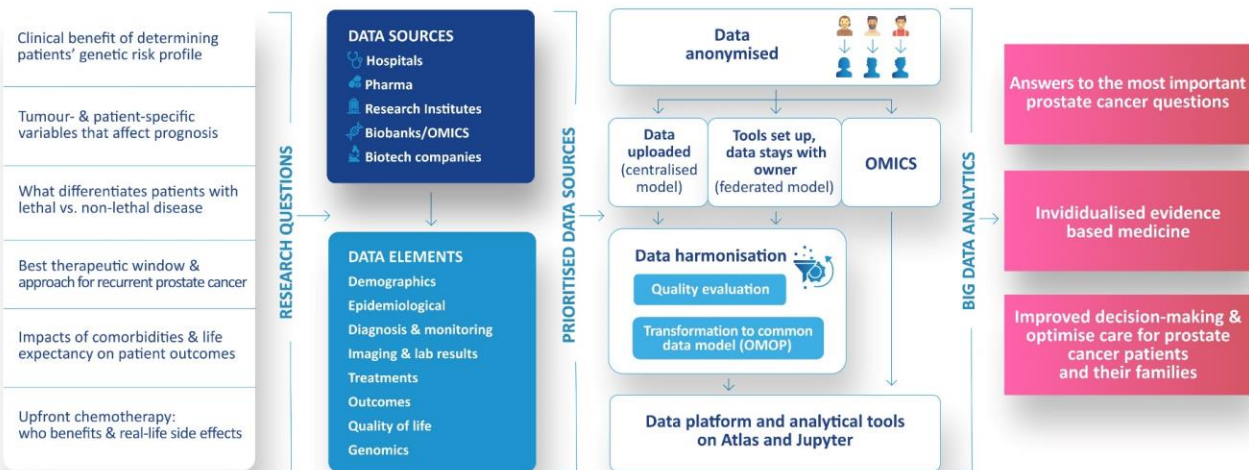 Clinical benefit of determining
patients' genetic risk profile
Tumour- & patient-specific
variables that affect prognosis
What differentiates patients with
lethal vs. non-lethal disease
Best therapeutic window &
approach for recurrent prostate cancer
Impacts of comorbidities & life
expectancy on patient outcomes
Upfront chemotherapy:
who benefits & real-life side effects
RESEARCH QUESTIONS
DATA SOURCES
Hospitals
Pharma
Research Institutes
Biobanks/OMICS
Biotech companies
DATA ELEMENTS
Demographics
Epidemiological
Diagnosis & monitoring
Imaging & lab results
Treatments
Outcomes
Quality of life
Genomics
PRIORITISED DATA SOURCES
Data
anonymised
Data
uploaded
(centralised
model)
Tools set up,
data stays with
owner
(federated model)
OMICS
Data harmonisation
Quality evaluation
Transformation to common
data model (OMOP)
Data platform and analytical tools
on Atlas and Jupyter
BIG DATA ANALYTICS
Answers to the most important
prostate cancer questions
Invididualised evidence
based medicine
Improved decision-making &
optimise care for prostate
cancer patients
and their families